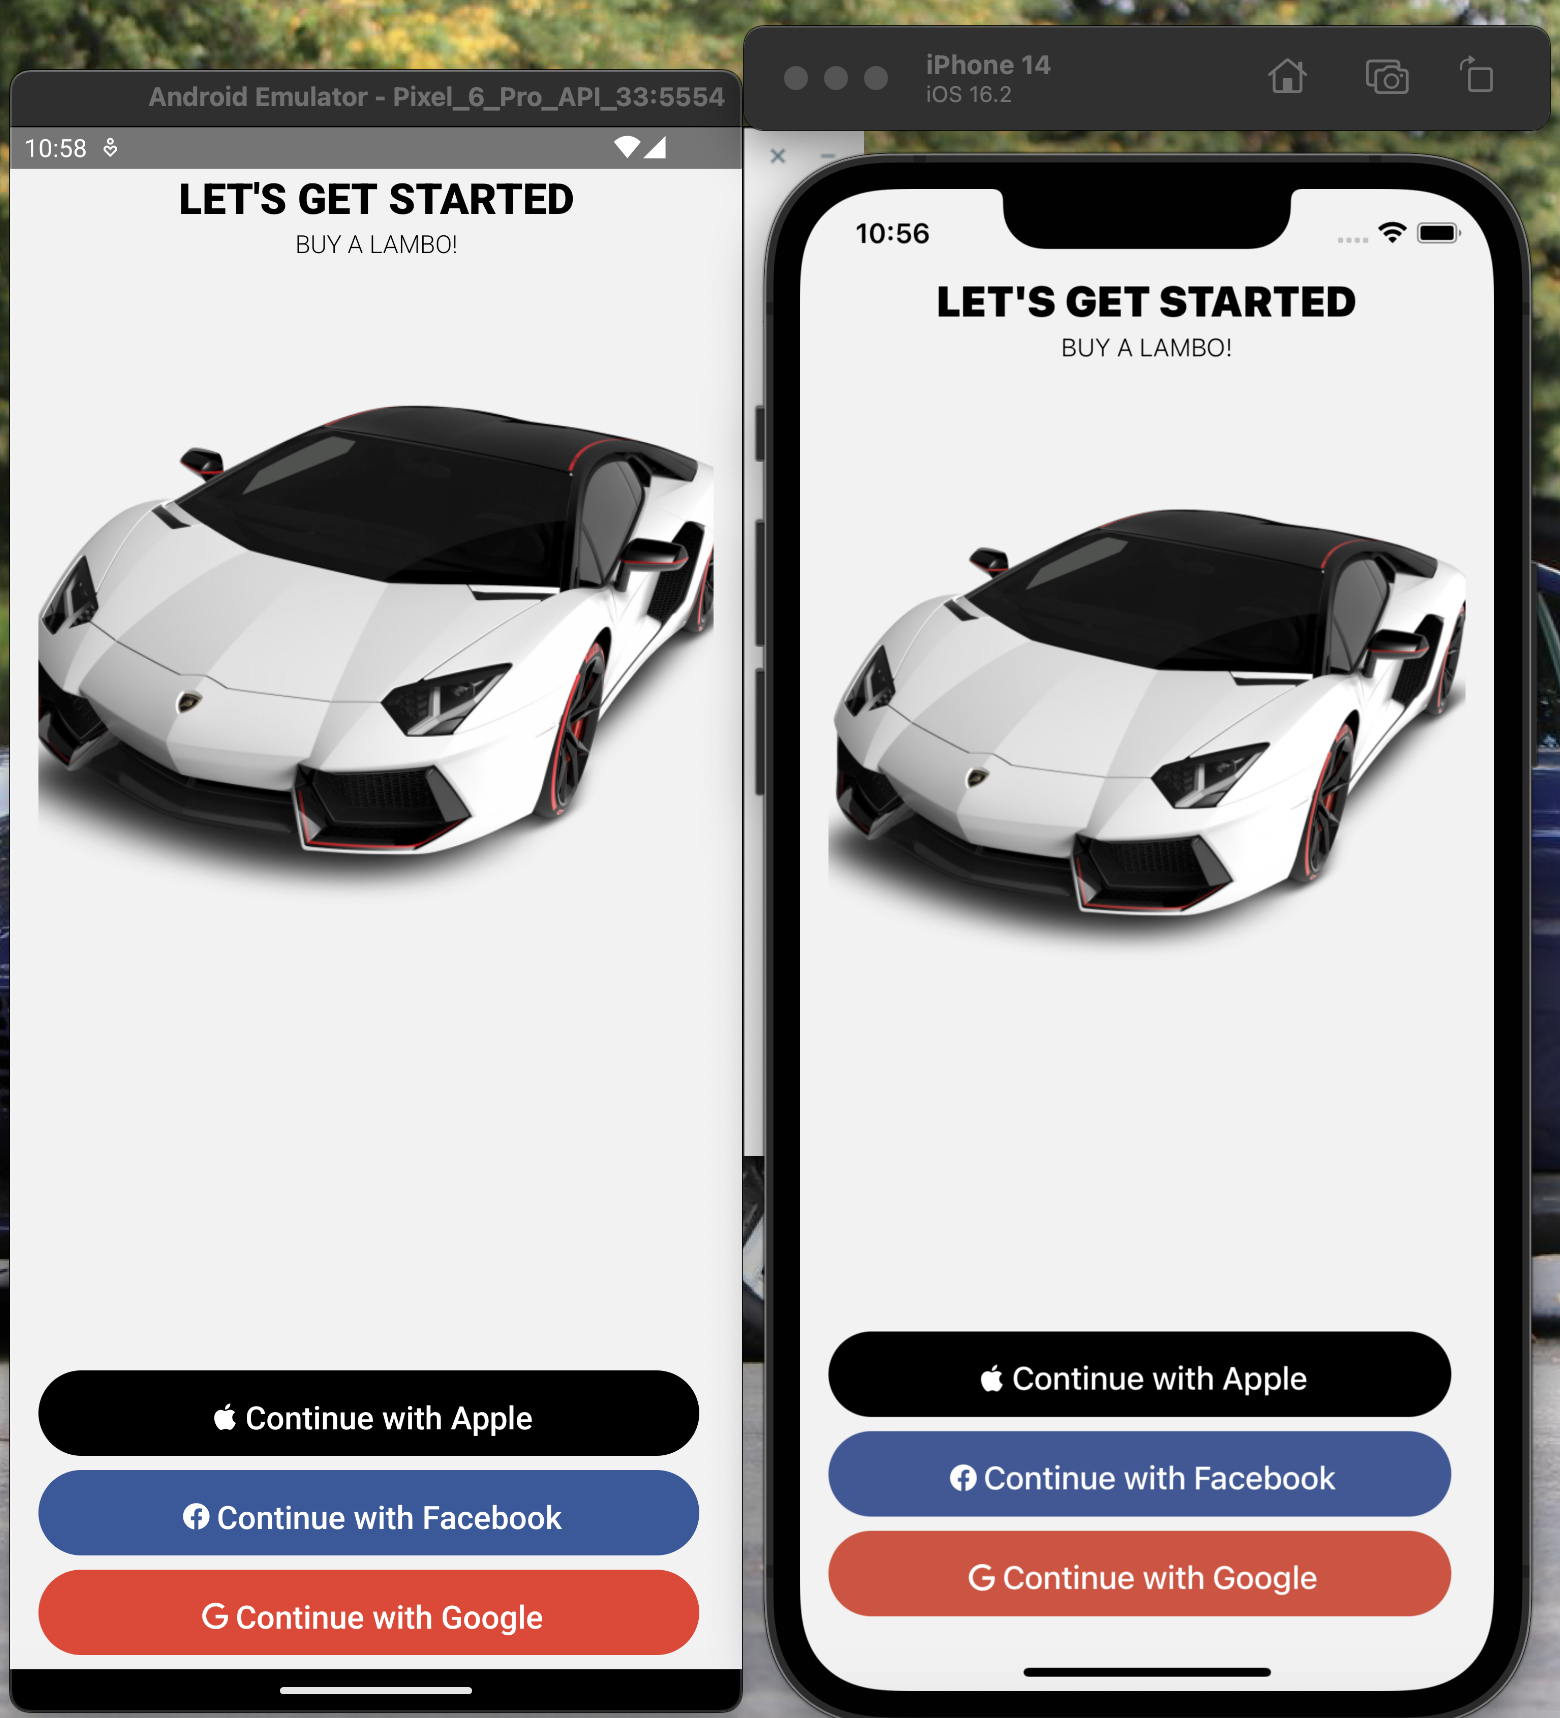 Android Emulator - Pixel_6_Pro_API_33:5554
10:58
LET'S GET STARTED
BUY A LAMBO!
Continue with Apple
Continue with Facebook
Continue with Google
iPhone 14
iOS 16.2
10:56
LET'S GET STARTED
BUY A LAMBO!
Continue with Apple
Continue with Facebook
Continue with Google